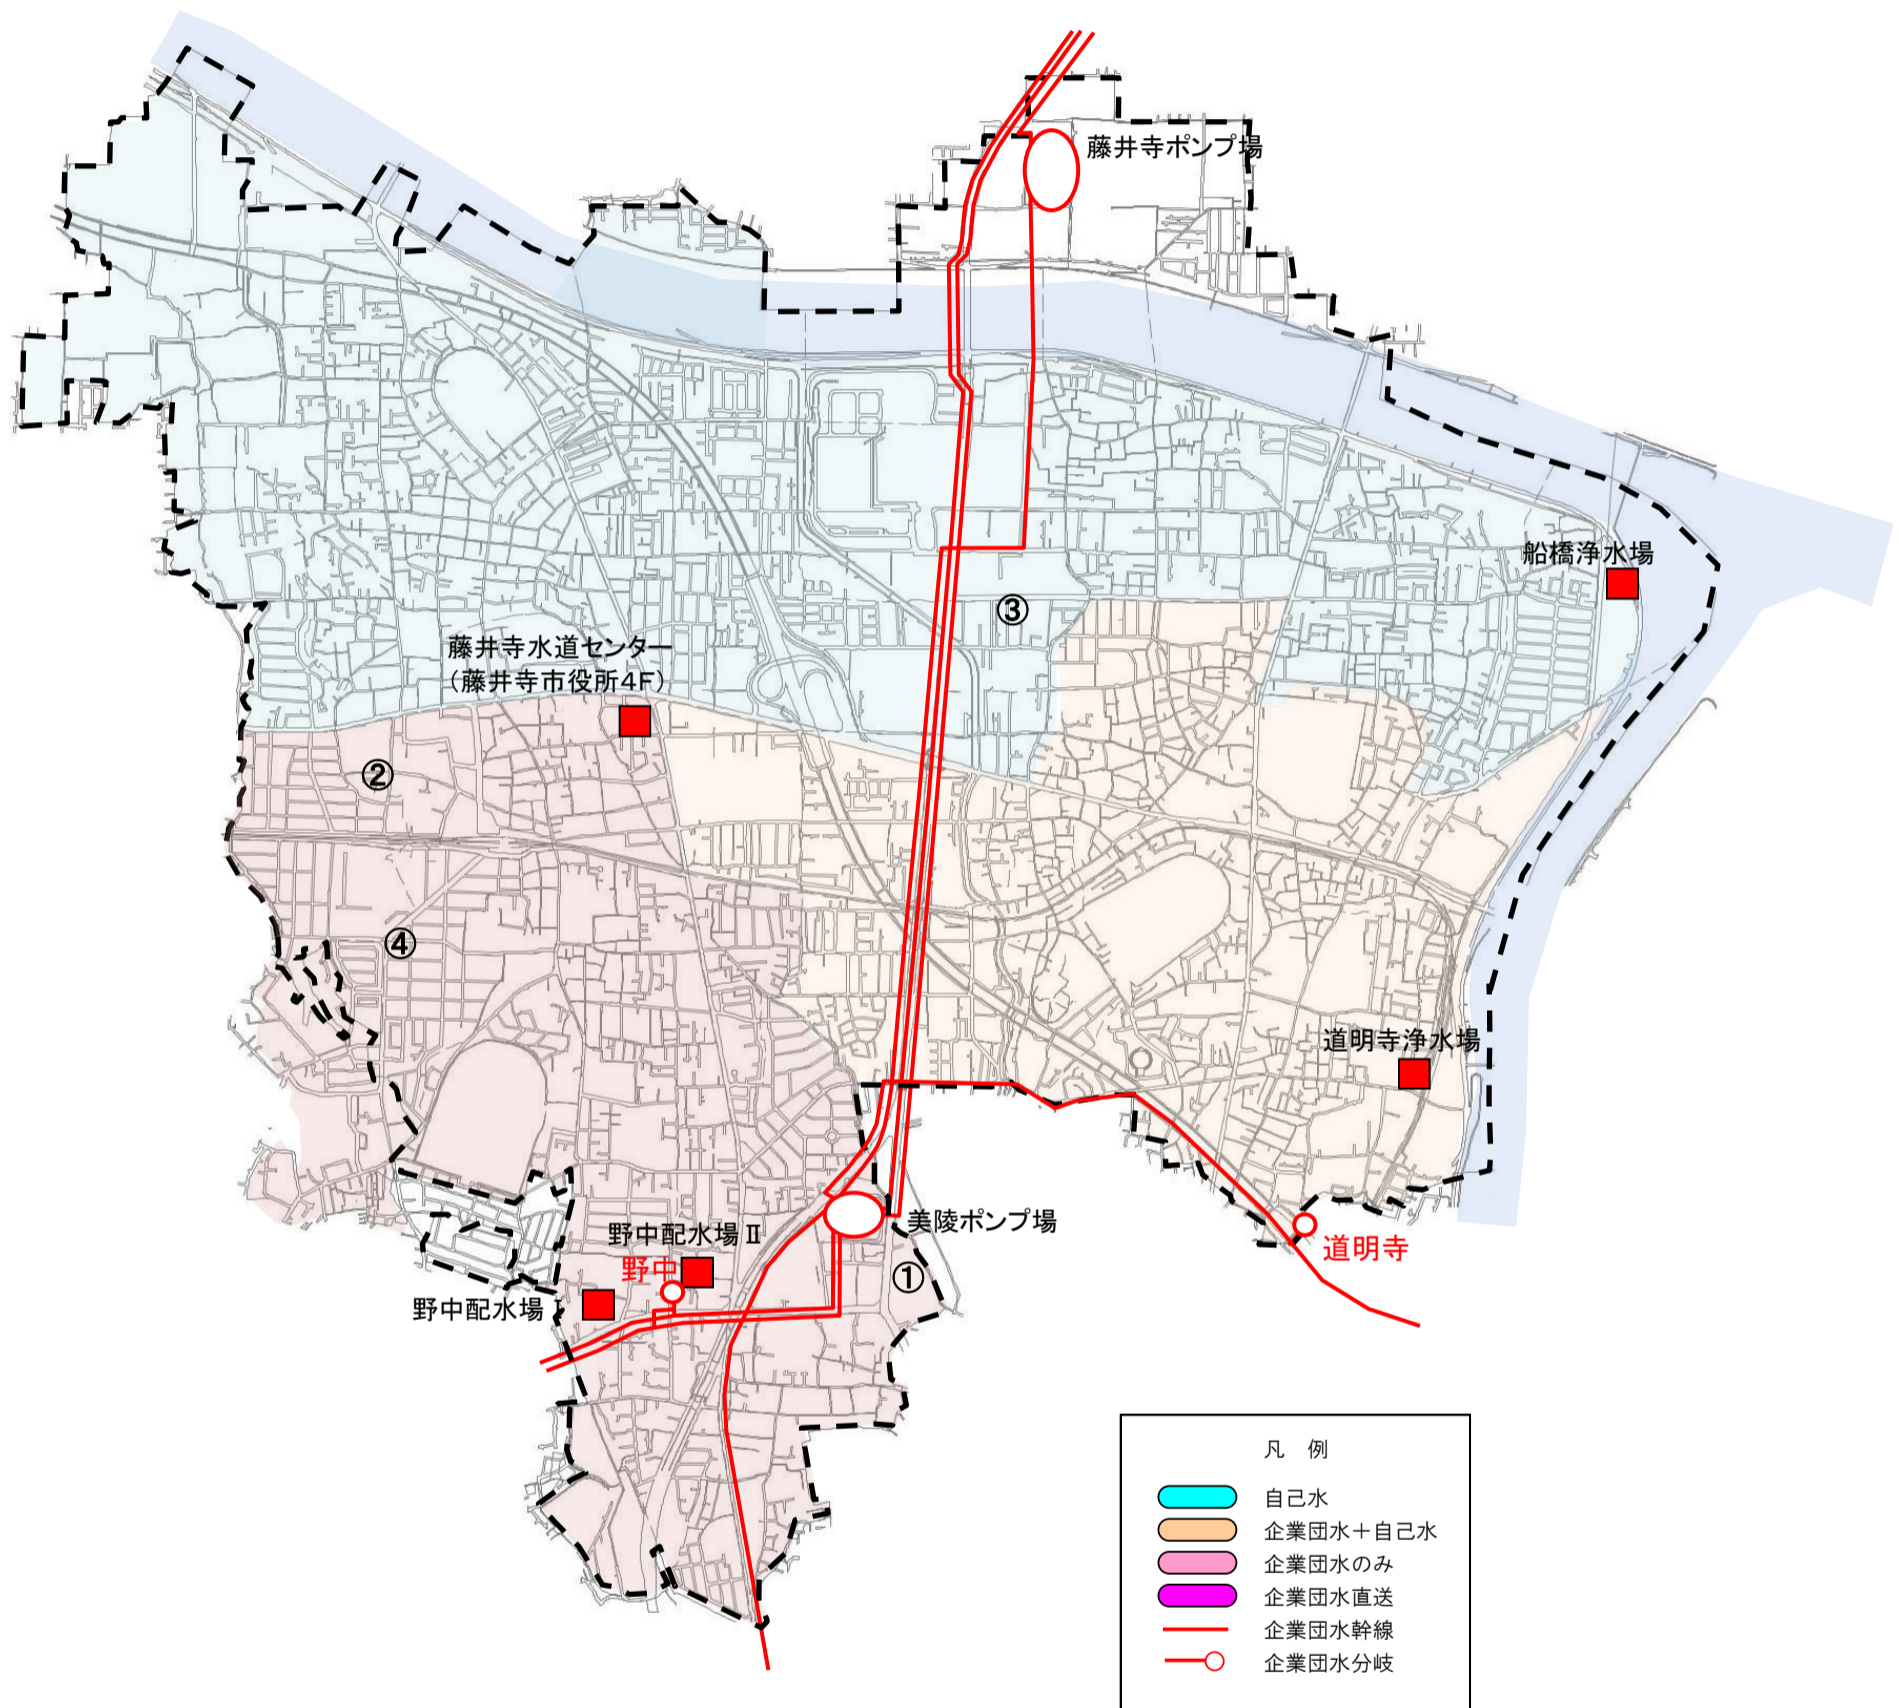 藤井寺ポンプ場
船橋浄水場
③
藤井寺水道センター
（藤井寺市役所4F）
②
④
道明寺浄水場
美陵ポンプ場
野中配水場Ⅱ
道明寺
野中
①
野中配水場Ⅰ
凡　例
自己水
企業団水＋自己水
企業団水のみ
企業団水直送
企業団水幹線
企業団水分岐